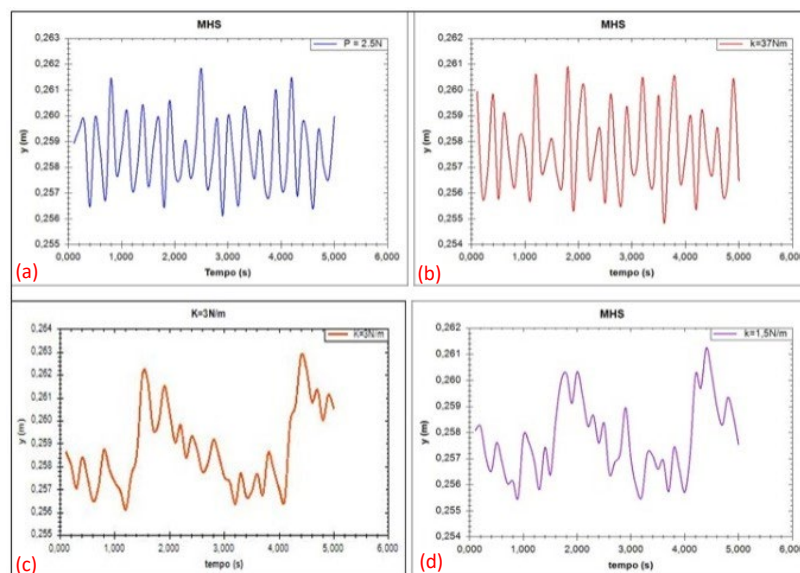 MHS
P = 2.5N
0,263
0,262
0,261
0,260
0,259
0,258
0,257
0,256
0,255
y (m)
0,000 1,000 2,000 3,000 4,000 5,000 6,000
Tempo (s)
(a)
MHS
k=37Nm
0,262
0,261
0,260
0,259
0,258
0,257
0,256
0,255
0,254
y (m)
0,000 1,000 2,000 3,000 4,000 5,000 6,000
tempo (s)
(b)
K=3N/m
K=3N/m
0,264
0,263
0,262
0,261
0,260
0,259
0,258
0,257
0,256
0,255
y (m)
0,000 1,000 2,000 3,000 4,000 5,000 6,000
tempo (s)
(c)
MHS
k=1,5N/m
0,262
0,261
0,260
0,259
0,258
0,257
0,256
0,255
0,254
y (m)
0,000 1,000 2,000 3,000 4,000 5,000 6,000
tempo (s)
(d)